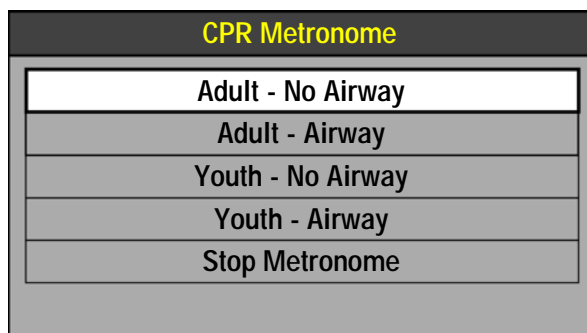 CPR Metronome
Adult - No Airway
Adult - Airway
Youth - No Airway
Youth - Airway
Stop Metronome